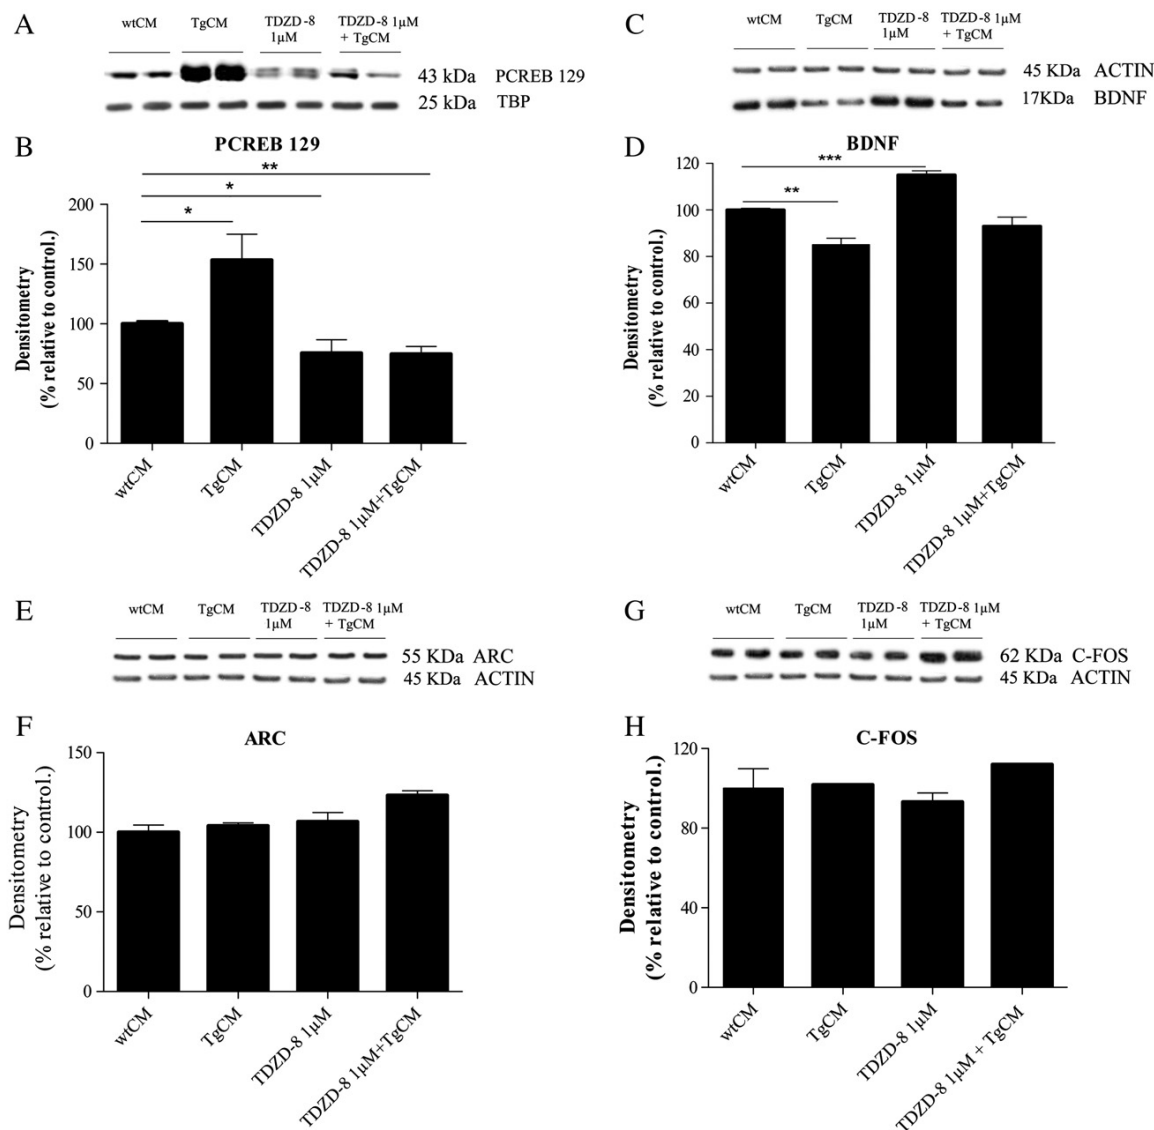 A
wtCM TgCM TDZD-8 TDZD-8 1µM
1µM + TgCM
43 kDa PCREB 129
25 kDa TBP
B
PCREB 129
**
*
*
200
150
100
50
0
Densitometry
(% relative to control.)
wtCM
TgCM
TDZD-8 1µM
TDZD-8 1µM+TgCM
C
wtCM TgCM TDZD-8 TDZD-8 1µM
1µM + TgCM
45 KDa ACTIN
17KDa BDNF
D
BDNF
***
**
120
100
80
60
40
20
0
Densitometry
(% relative to control.)
wtCM
TgCM
TDZD-8 1µM
TDZD-8 1µM+TgCM
E
wtCM TgCM TDZD-8 TDZD-8 1µM
1µM + TgCM
55 KDa ARC
45 KDa ACTIN
F
ARC
150
100
50
0
Densitometry
(% relative to control.)
wtCM
TgCM
TDZD-8 1µM
TDZD-8 1µM+TgCM
G
wtCM TgCM TDZD-8 TDZD-8 1µM
1µM + TgCM
62 KDa C-FOS
45 KDa ACTIN
H
C-FOS
120
80
40
0
Densitometry
(% relative to control.)
wtCM
TgCM
TDZD-8 1µM
TDZD-8 1µM + TgCM